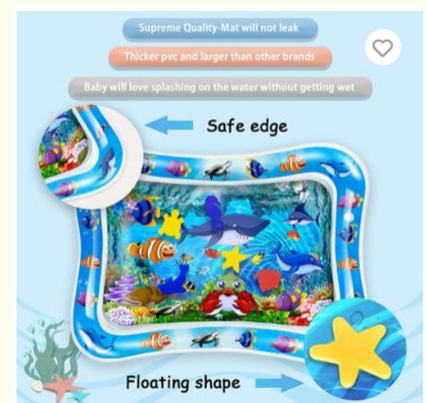 Supreme Quality-Mat will not leak
Thicker pvc and larger than other brands
Baby will love splashing on the water without getting wet
Safe edge
Floating shape